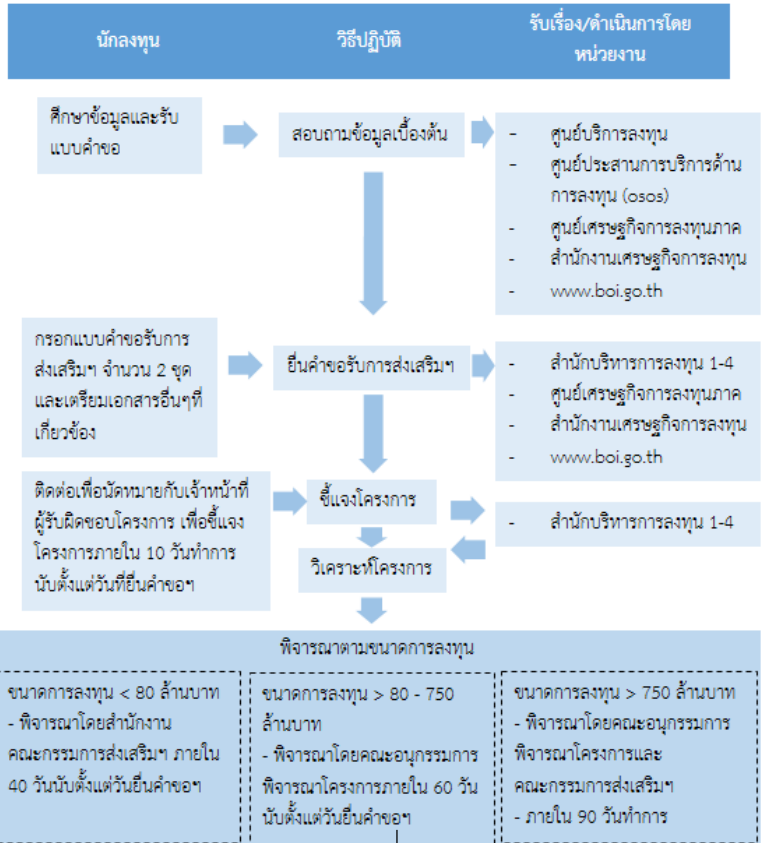 นักลงทุน
วิธีปฏิบัติ
รับเรื่อง/ดำเนินการโดย
หน่วยงาน
ศึกษาข้อมูลและรับ
แบบคำขอ
สอบถามข้อมูลเบื้องต้น
- ศูนย์บริการลงทุน
- ศูนย์ประสานการบริการด้าน
การลงทุน (osos)
- ศูนย์เศรษฐกิจการลงทุนภาค
- สำนักงานเศรษฐกิจการลงทุน
- www.boi.go.th
กรอกแบบคำขอรับการ
ส่งเสริมฯ จำนวน 2 ชุด
และเตรียมเอกสารอื่นๆที่
เกี่ยวข้อง
ยื่นคำขอรับการส่งเสริมฯ
- สำนักบริหารการลงทุน 1-4
- ศูนย์เศรษฐกิจการลงทุนภาค
- สำนักงานเศรษฐกิจการลงทุน
- www.boi.go.th
ติดต่อเพื่อนัดหมายกับเจ้าหน้าที่
ผู้รับผิดชอบโครงการ เพื่อชี้แจง
โครงการภายใน 10 วันทำการ
นับตั้งแต่วันที่ยื่นคำขอฯ
ชี้แจงโครงการ
- สำนักบริหารการลงทุน 1-4
วิเคราะห์โครงการ
พิจารณาตามขนาดการลงทุน
ขนาดการลงทุน < 80 ล้านบาท
- พิจารณาโดยสำนักงาน
คณะกรรมการส่งเสริมฯ ภายใน
40 วันนับตั้งแต่วันยื่นคำขอฯ
ขนาดการลงทุน > 80 - 750
ล้านบาท
- พิจารณาโดยคณะอนุกรรมการ
พิจารณาโครงการภายใน 60 วัน
นับตั้งแต่วันยื่นคำขอฯ
ขนาดการลงทุน > 750 ล้านบาท
- พิจารณาโดยคณะอนุกรรมการ
พิจารณาโครงการและ
คณะกรรมการส่งเสริมฯ
- ภายใน 90 วันทำการ